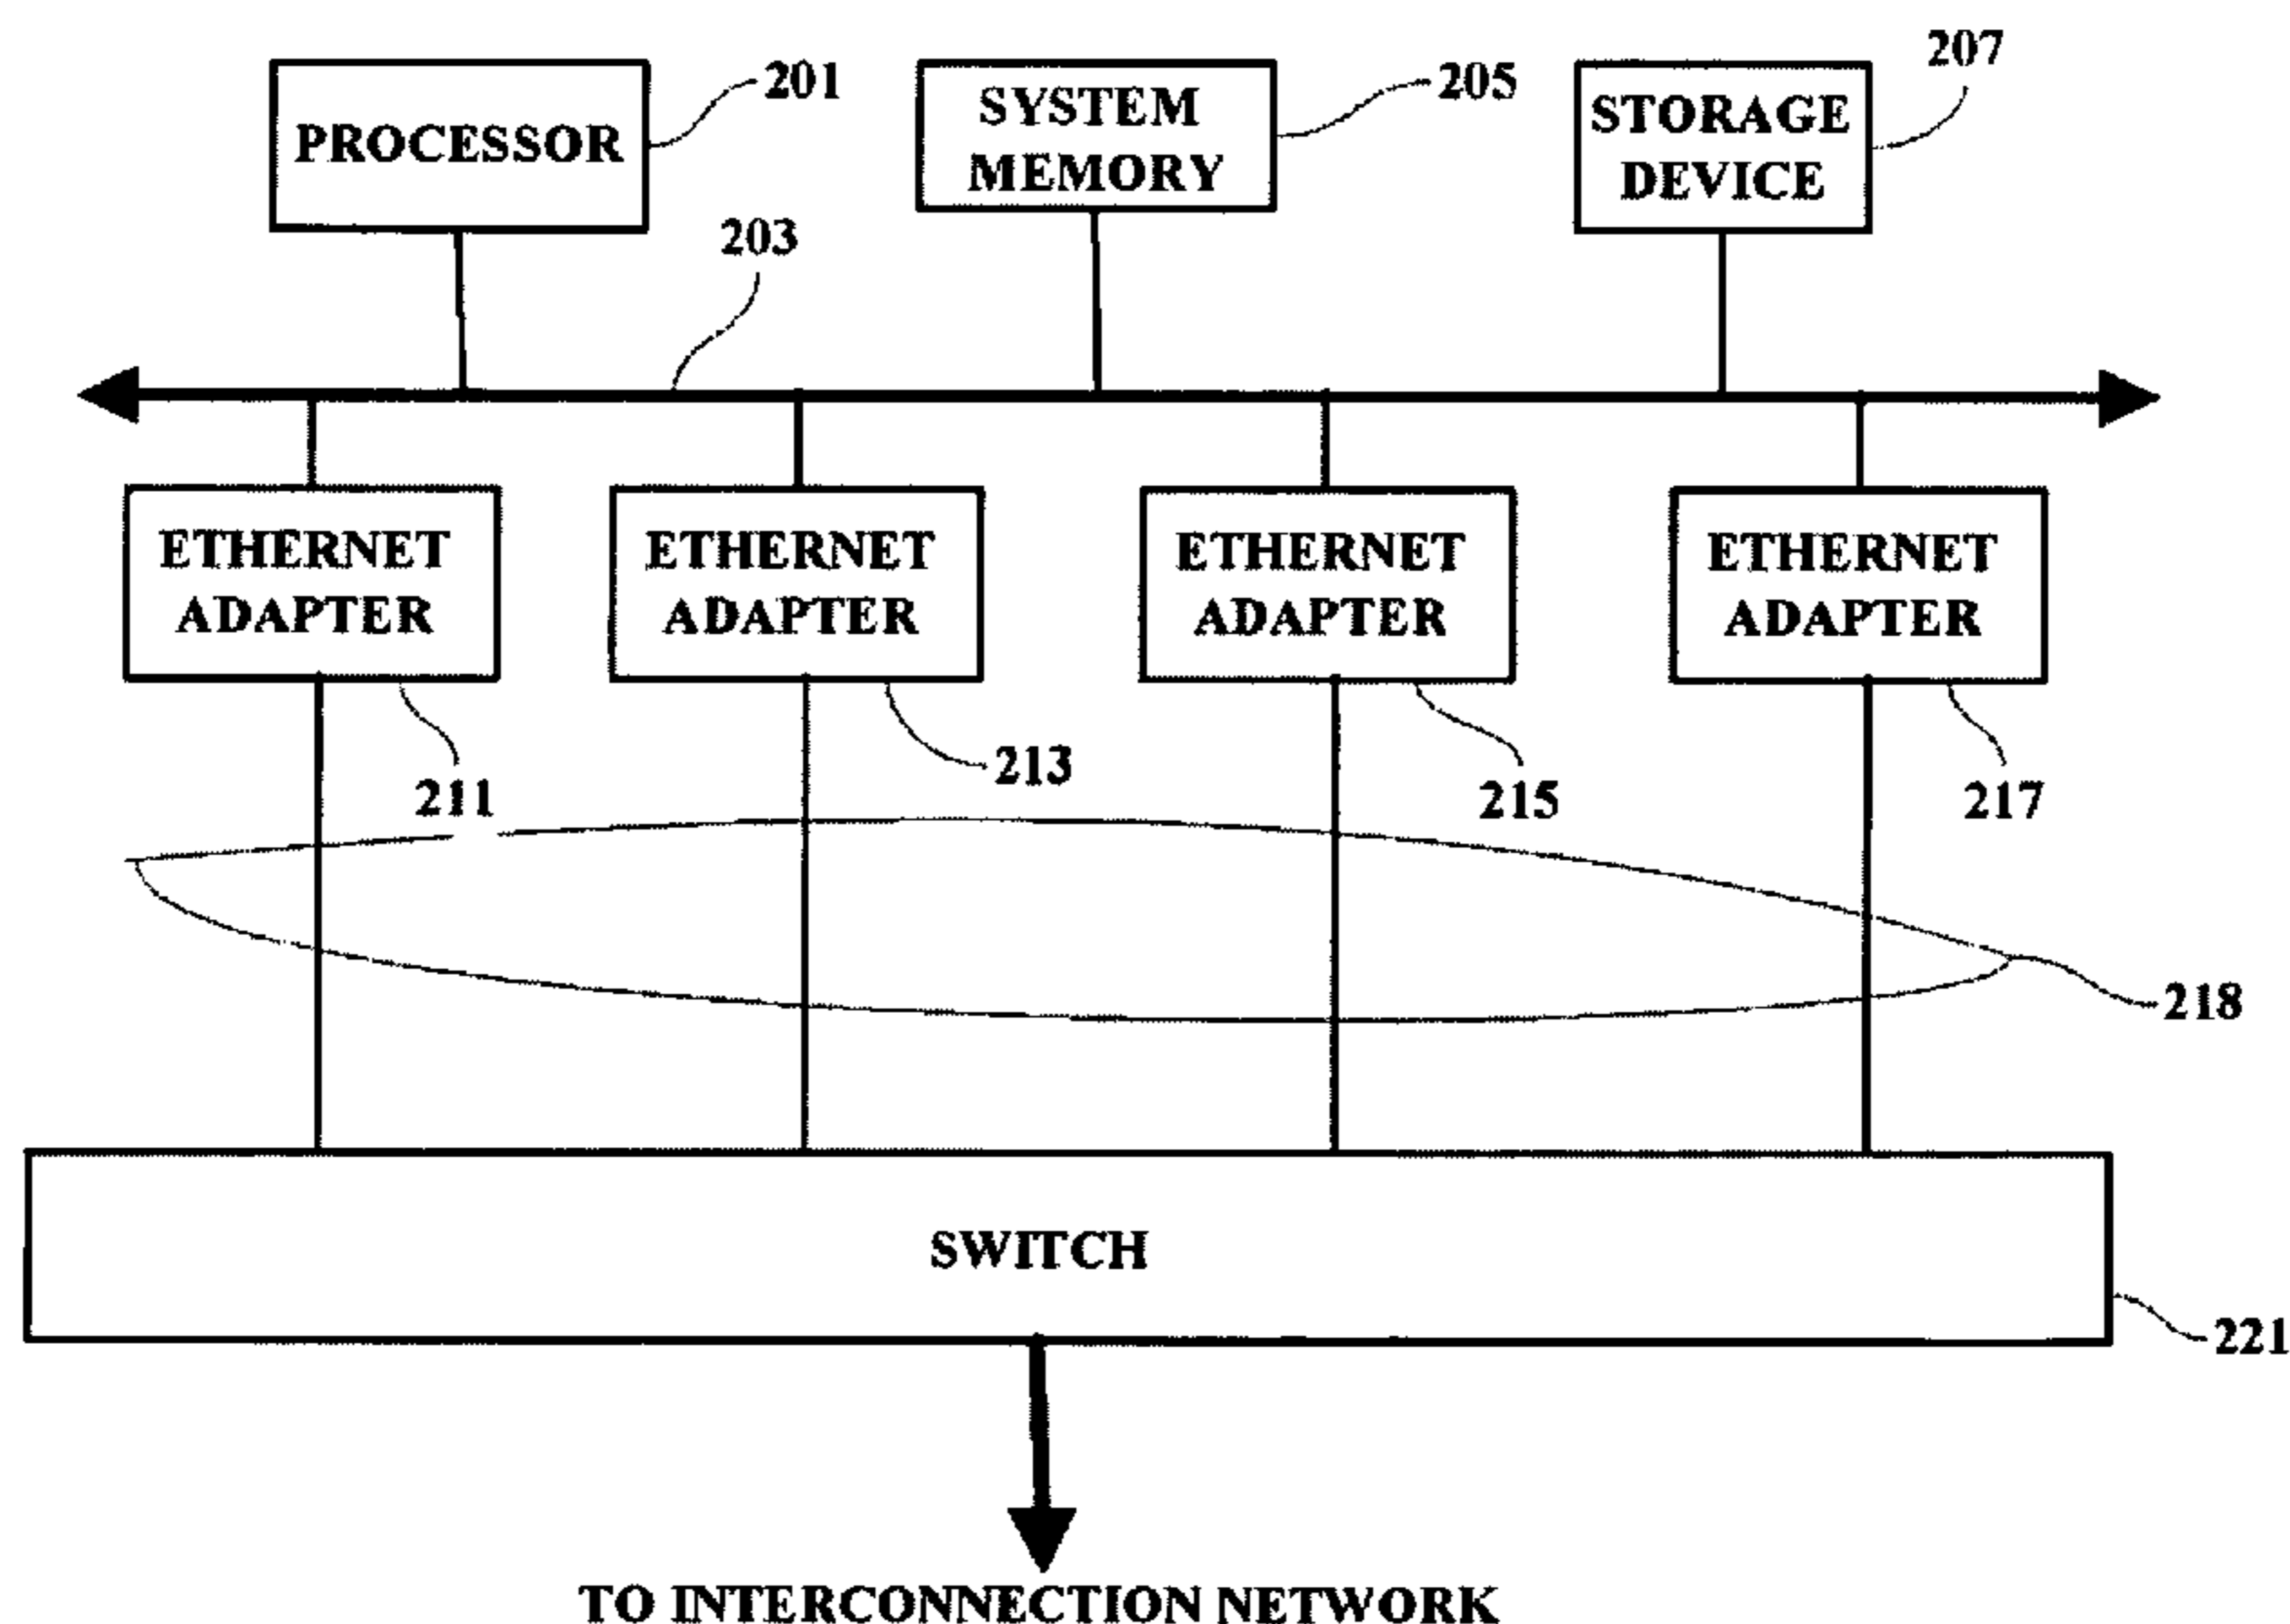 207
201
205
PROCESSOR
SYSTEM
MEMORY
STORAGE
DEVICE
203
ETHERNET
ADAPTER
ETHERNET
ADAPTER
ETHERNET
ADAPTER
ETHERNET
ADAPTER
211
213
215
217
218
SWITCH
221
TO INTERCONNECTION NETWORK